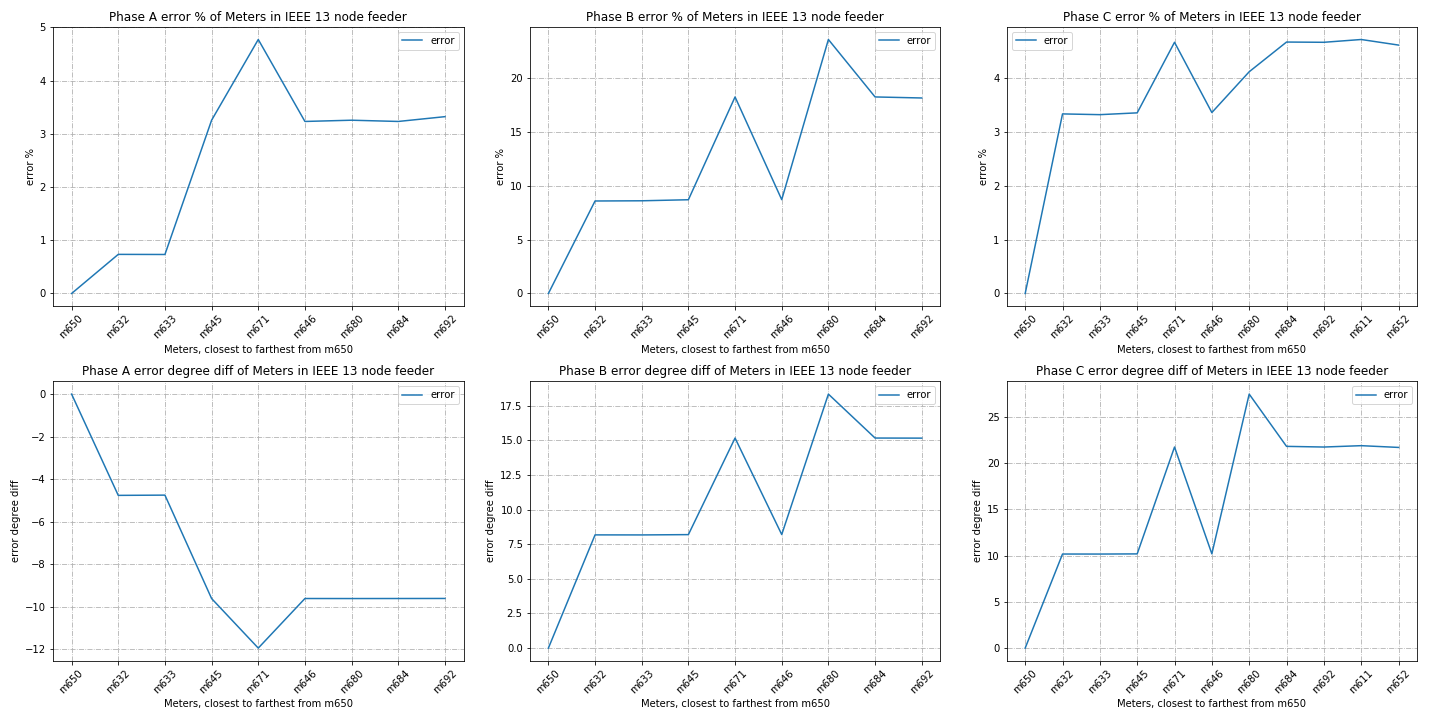 Phase A error % of Meters in IEEE 13 node feeder
error
error %
5
4
3
2
1
0
m650
m632
m633
m645
m671
m646
m680
m684
m692
Meters, closest to farthest from m650
Phase B error % of Meters in IEEE 13 node feeder
error
error %
20
15
10
5
0
m650
m632
m633
m645
m671
m646
m680
m684
m692
Meters, closest to farthest from m650
Phase C error % of Meters in IEEE 13 node feeder
error
error %
4
3
2
1
0
m650
m632
m633
m645
m671
m646
m680
m684
m692
m611
m652
Meters, closest to farthest from m650
Phase A error degree diff of Meters in IEEE 13 node feeder
error
error degree diff
0
−2
−4
−6
−8
−10
−12
m650
m632
m633
m645
m671
m646
m680
m684
m692
Meters, closest to farthest from m650
Phase B error degree diff of Meters in IEEE 13 node feeder
error
error degree diff
17.5
15.0
12.5
10.0
7.5
5.0
2.5
0.0
m650
m632
m633
m645
m671
m646
m680
m684
m692
Meters, closest to farthest from m650
Phase C error degree diff of Meters in IEEE 13 node feeder
error
error degree diff
25
20
15
10
5
0
m650
m632
m633
m645
m671
m646
m680
m684
m692
m611
m652
Meters, closest to farthest from m650